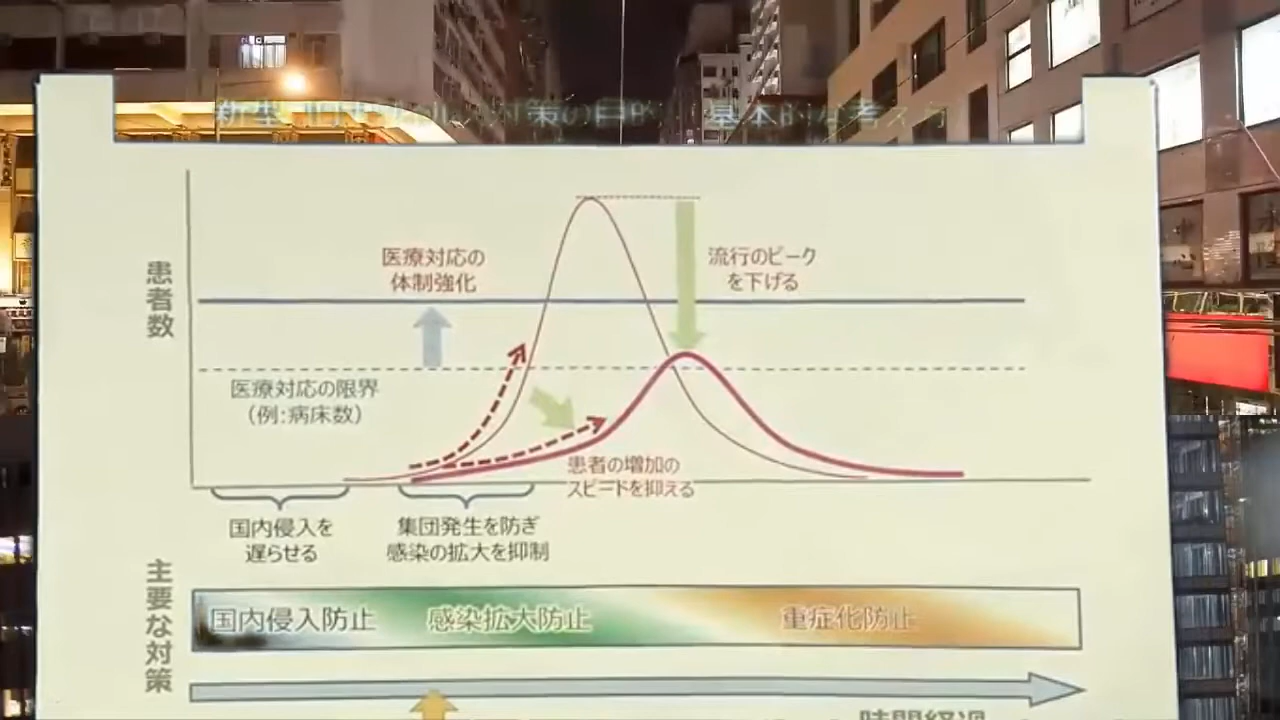 医療対応の
体制強化
流行のピーク
を下げる
患者数
医療対応の限界
（例：病床数）
患者の増加の
スピードを抑える
国内侵入を
遅らせる
集団発生を防ぎ
感染の拡大を抑制
主要な対策
国内侵入防止
感染拡大防止
重症化防止
時間経過